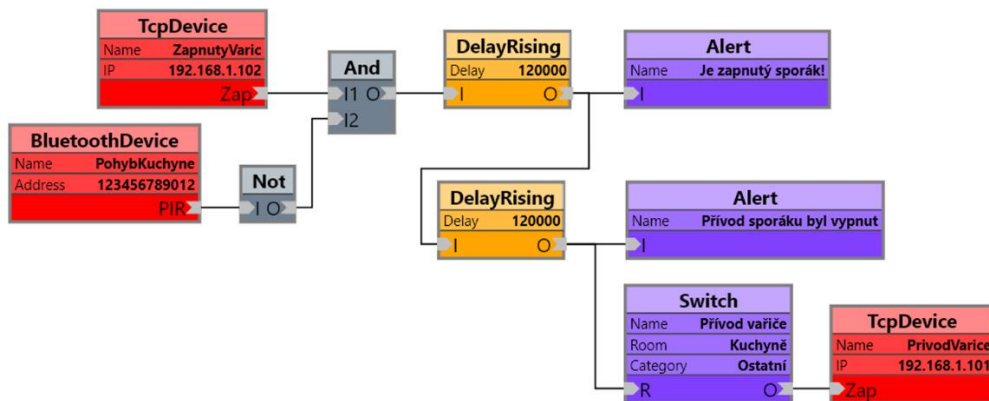 TcpDevice
Name ZapnutyVaric
IP 192.168.1.102
Zap
BluetoothDevice
Name PohybKuchyne
Address 123456789012
PIR
Not
I O
And
I1 O
I2
DelayRising
Delay 120000
I O
Alert
Name Je zapnutý sporák!
I
DelayRising
Delay 120000
I O
Alert
Name Přívod sporáku byl vypnut
I
Switch
Name Přívod vařiče
Room Kuchyně
Category Ostatní
R O
TcpDevice
Name PrivodVarice
IP 192.168.1.101
Zap